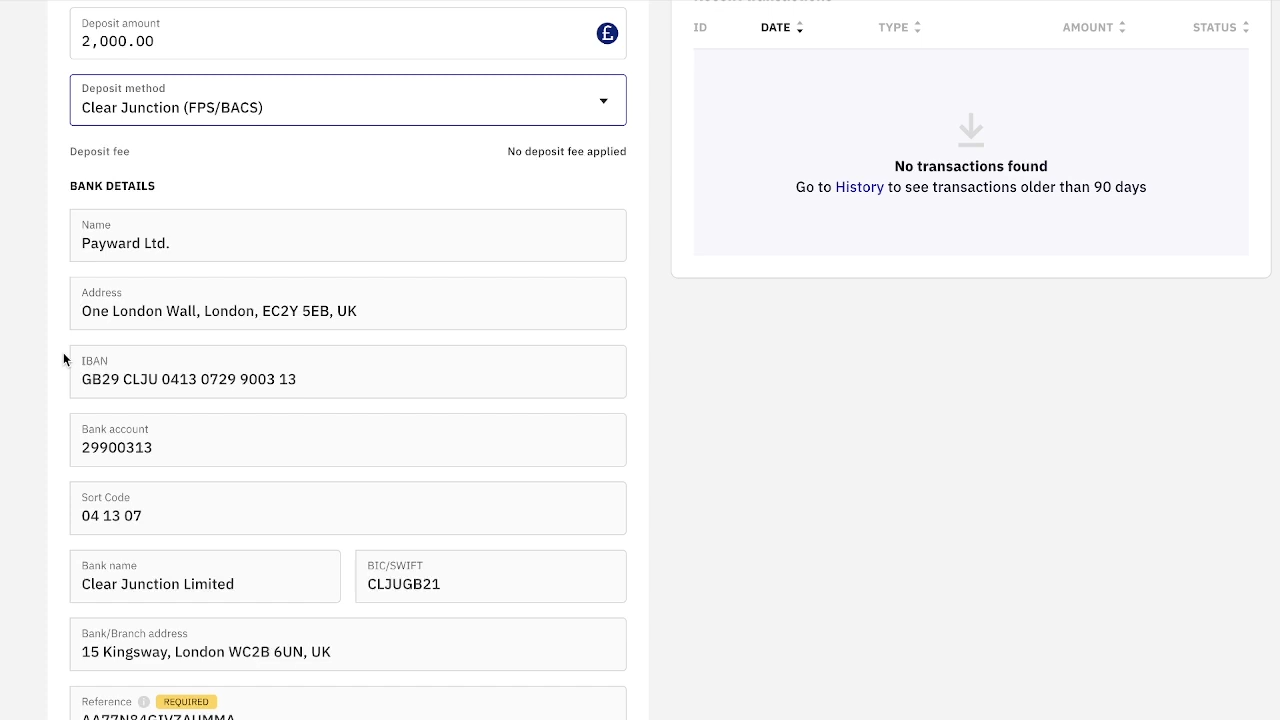 Deposit amount
2,000.00
Deposit method
Clear Junction (FPS/BACS)
Deposit fee
No deposit fee applied
BANK DETAILS
Name
Payward Ltd.
Address
One London Wall, London, EC2Y 5EB, UK
IBAN
GB29 CLJU 0413 0729 9003 13
Bank account
29900313
Sort Code
04 13 07
Bank name
Clear Junction Limited
BIC/SWIFT
CLJUGB21
Bank/Branch address
15 Kingsway, London WC2B 6UN, UK
Reference REQUIRED
ID DATE TYPE AMOUNT STATUS
No transactions found
Go to History to see transactions older than 90 days